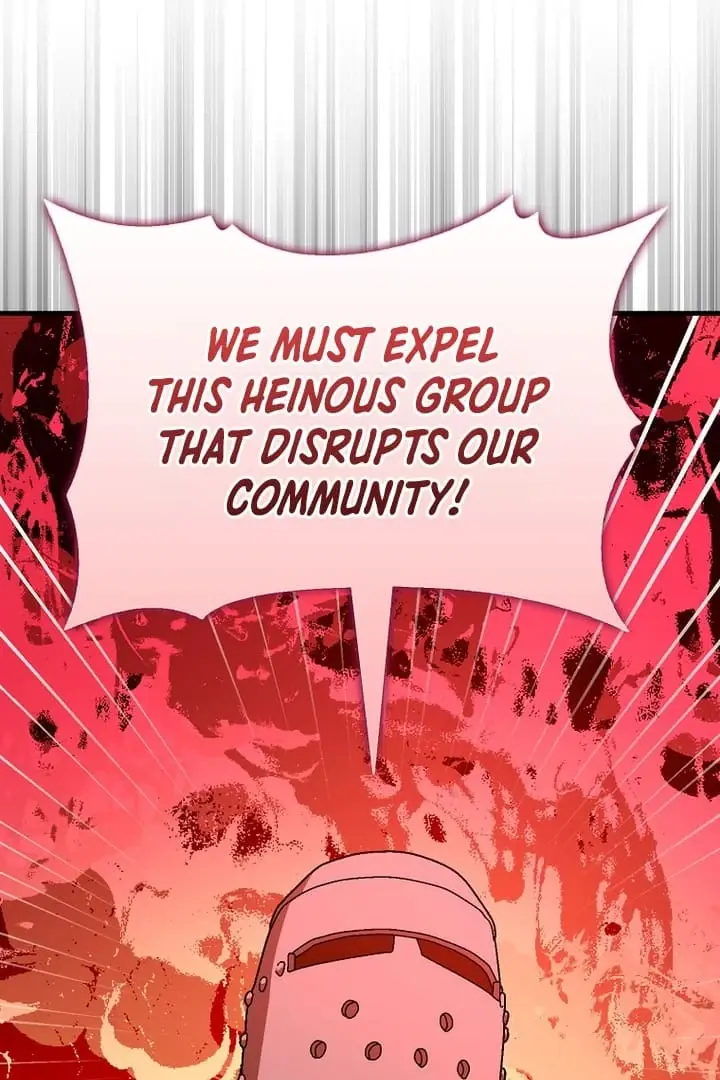 WE MUST EXPEL
THIS HEINOUS GROUP
THAT DISRUPTS OUR
COMMUNITY!